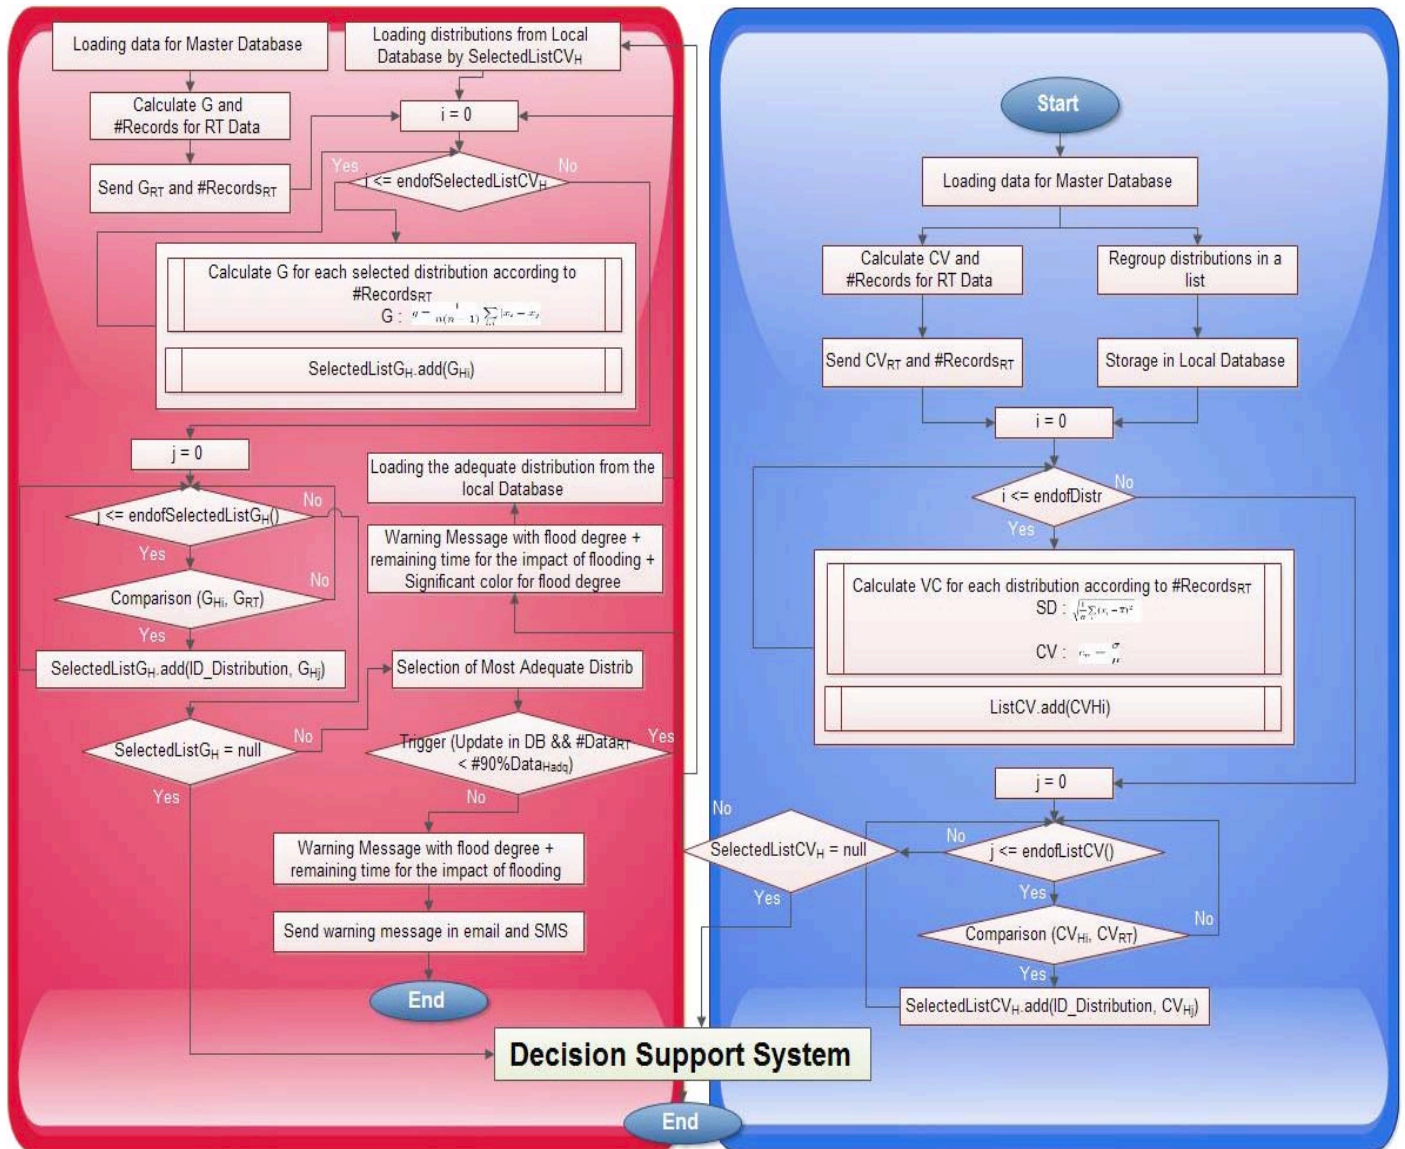 Loading data for Master Database
Calculate G and
#Records for RT Data
Send GRT and #RecordsRT
Loading distributions from Local
Database by SelectedListCVH
i = 0
Yes
No
i <= endofSelectedListCVH
Calculate G for each selected distribution according to
#RecordsRT
G :
SelectedListGH.add(GHi)
j = 0
No
j <= endofSelectedListGH()
Yes
No
Comparison (GHi, GRT)
Yes
SelectedListGH.add(ID_Distribution, GHj)
SelectedListGH = null
No
Yes
Loading the adequate distribution from the
local Database
Warning Message with flood degree +
remaining time for the impact of flooding +
Significant color for flood degree
Selection of Most Adequate Distrib
Trigger (Update in DB && #DataRT
< #90%DataHadq)
Yes
No
Warning Message with flood degree +
remaining time for the impact of flooding
Send warning message in email and SMS
End
Start
Loading data for Master Database
Calculate CV and
#Records for RT Data
Regroup distributions in a
list
Send CVRT and #RecordsRT
Storage in Local Database
i = 0
i <= endofDistr
No
Yes
Calculate VC for each distribution according to #RecordsRT
SD :
CV :
ListCV.add(CVHi)
j = 0
No
j <= endofListCV()
Yes
No
Comparison (CVHi, CVRT)
Yes
SelectedListCVH.add(ID_Distribution, CVHj)
No
SelectedListCVH = null
Yes
Decision Support System
End